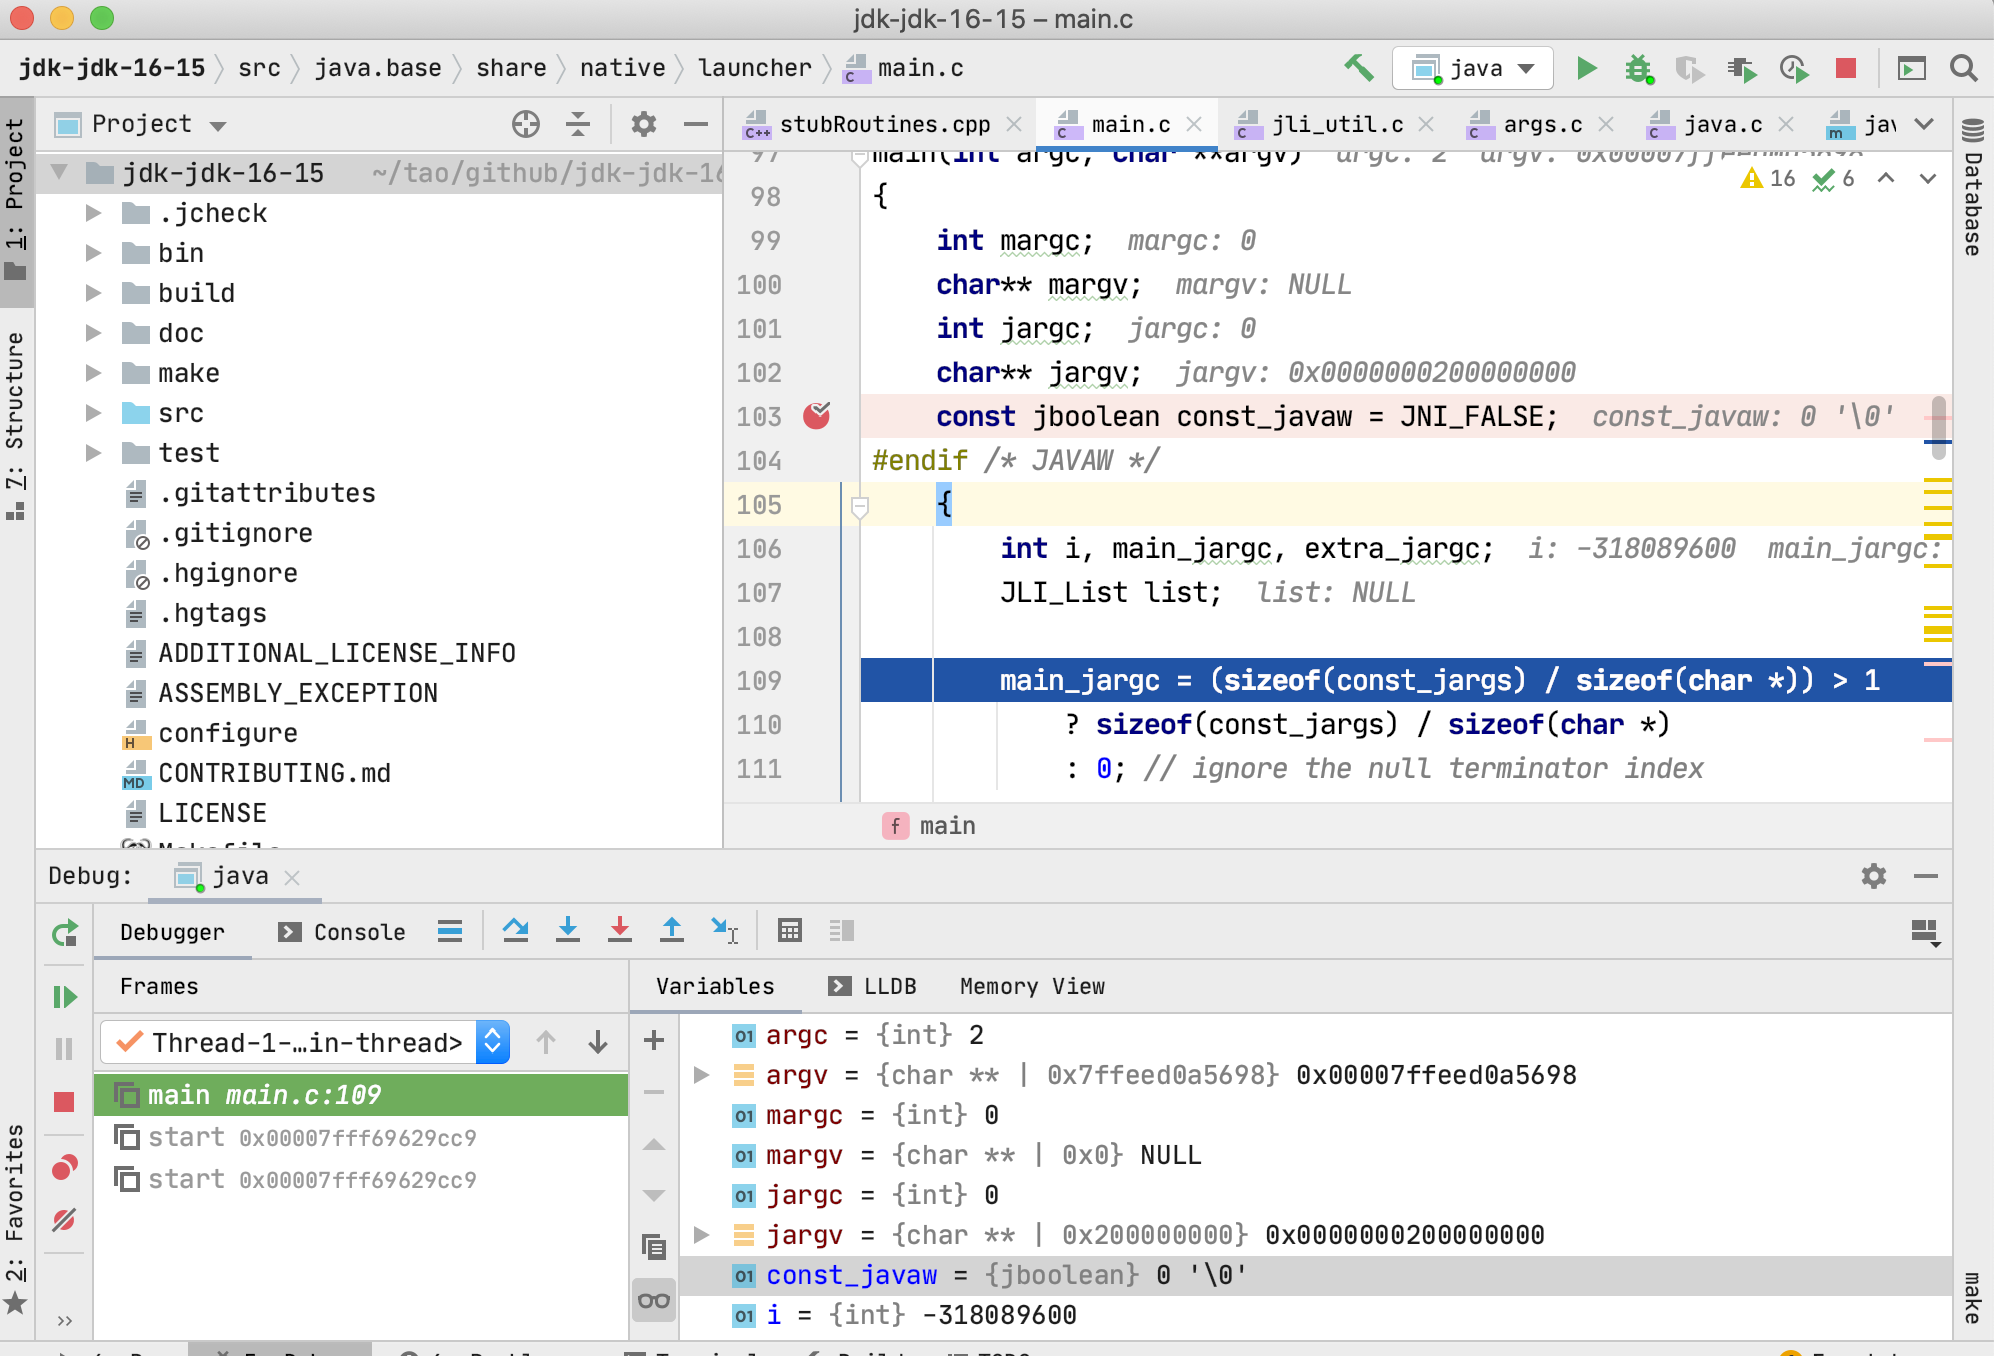 jdk-jdk-16-15 – main.c
jdk-jdk-16-15 src java.base share native launcher main.c
java
Project
stubRoutines.cpp main.c jli_util.c args.c java.c
1: Project
7: Structure
2: Favorites
jdk-jdk-16-15 ~/tao/github/jdk-jdk-16
.jcheck
bin
build
doc
make
src
test
.gitattributes
.gitignore
.hgignore
.hgtags
ADDITIONAL_LICENSE_INFO
ASSEMBLY_EXCEPTION
configure
CONTRIBUTING.md
LICENSE
Makefile
97 main(int argc, char **argv) argc: 2 argv: 0x00007ffeed0a5698
16 6
98 {
99 int margc; margc: 0
100 char** margv; margv: NULL
101 int jargc; jargc: 0
102 char** jargv; jargv: 0x0000000200000000
103 const jboolean const_javaw = JNI_FALSE; const_javaw: 0 '\0'
104 #endif /* JAVAW */
105 {
106 int i, main_jargc, extra_jargc; i: -318089600 main_jargc:
107 JLI_List list; list: NULL
108
109 main_jargc = (sizeof(const_jargs) / sizeof(char *)) > 1
110 ? sizeof(const_jargs) / sizeof(char *)
111 : 0; // ignore the null terminator index
f main
Database
make
Debug: java
Debugger Console
Frames
Thread-1-…in-thread>
main main.c:109
start 0x00007fff69629cc9
start 0x00007fff69629cc9
Variables LLDB Memory View
argc = {int} 2
argv = {char ** | 0x7ffeed0a5698} 0x00007ffeed0a5698
margc = {int} 0
margv = {char ** | 0x0} NULL
jargc = {int} 0
jargv = {char ** | 0x200000000} 0x0000000200000000
const_javaw = {jboolean} 0 '\0'
i = {int} -318089600